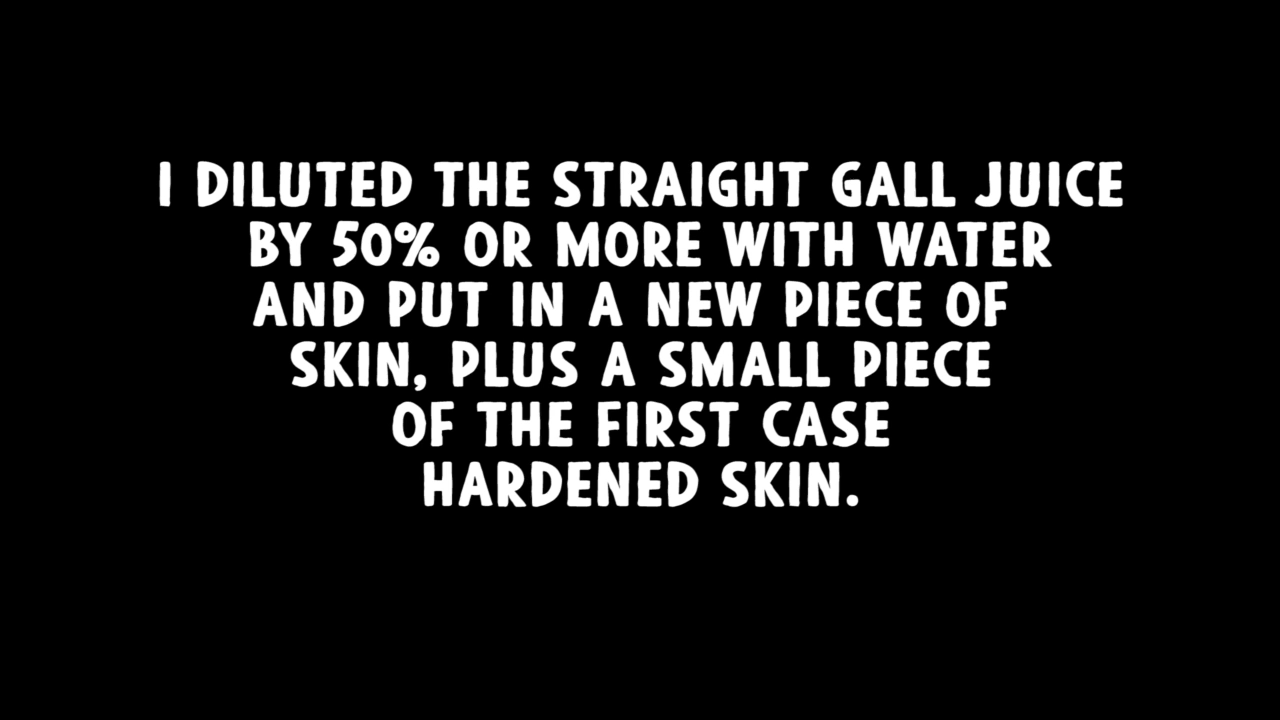 I DILUTED THE STRAIGHT GALL JUICE
BY 50% OR MORE WITH WATER
AND PUT IN A NEW PIECE OF
SKIN, PLUS A SMALL PIECE
OF THE FIRST CASE
HARDENED SKIN.